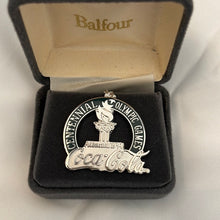 Balfour
CENTENNIAL OLYMPIC GAMES
Coca-Cola